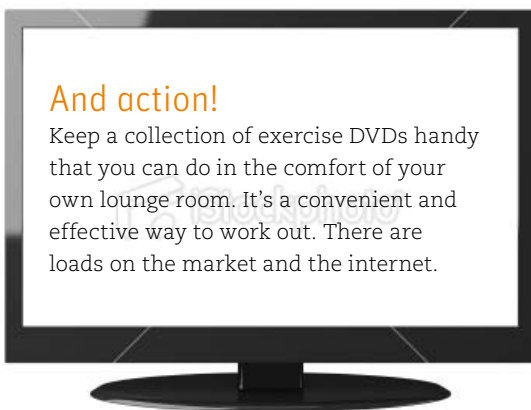 And action!
Keep a collection of exercise DVDs handy
that you can do in the comfort of your
own lounge room. It’s a convenient and
effective way to work out. There are
loads on the market and the internet.
iStockphoto